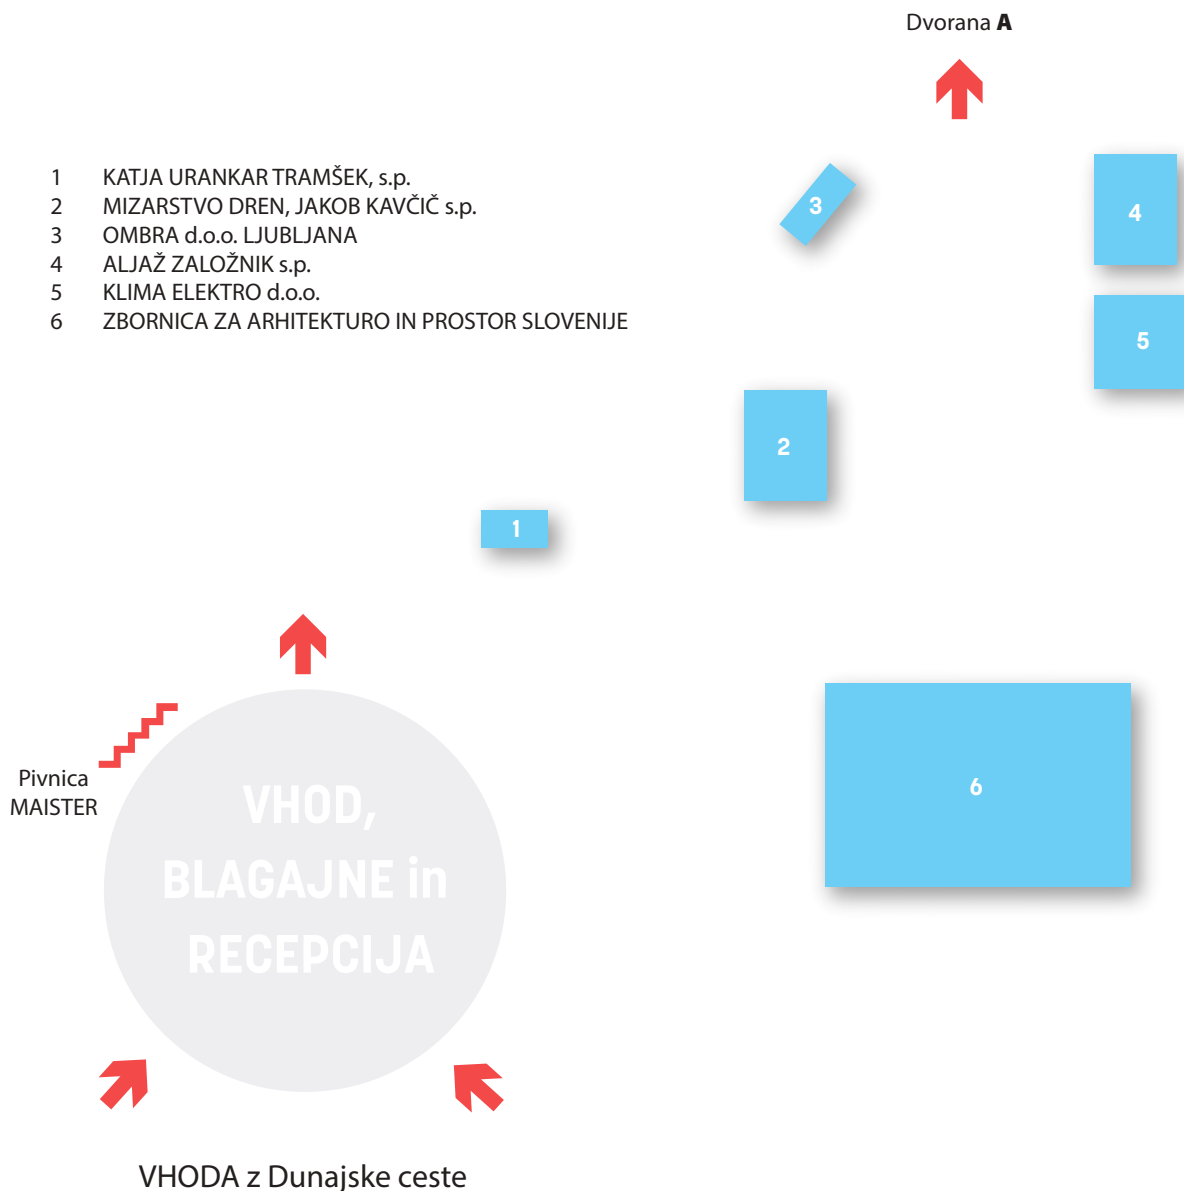 Dvorana A
1 KATJA URANKAR TRAMŠEK, s.p.
2 MIZARSTVO DREN, JAKOB KAVČIČ s.p.
3 OMBRA d.o.o. LJUBLJANA
4 ALJAŽ ZALOŽNIK s.p.
5 KLIMA ELEKTRO d.o.o.
6 ZBORNICA ZA ARHITEKTURO IN PROSTOR SLOVENIJE
3
4
5
2
1
6
Pivnica
MAISTER
VHOD,
BLAGAJNE in
RECEPCIJA
VHODA z Dunajske ceste